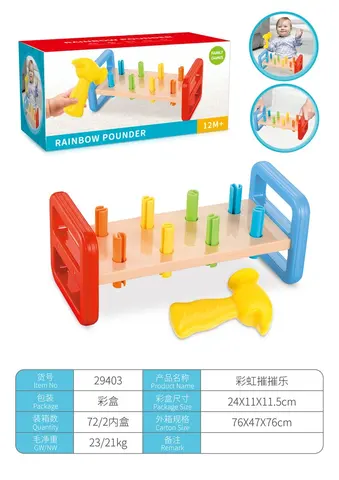 RAINBOW POUNDER
FAMILY
GAMES
RAINBOW POUNDER
12M+
货号
Item No
29403
产品名称
Product Name
彩虹摧摧乐
包装
Package
彩盒
彩盒尺寸
Package Size
24X11X11.5cm
装箱数
Quantity
72/2内盒
外箱规格
Carton Size
76X47X76cm
毛净重
GW/NW
23/21kg
备注
Remark